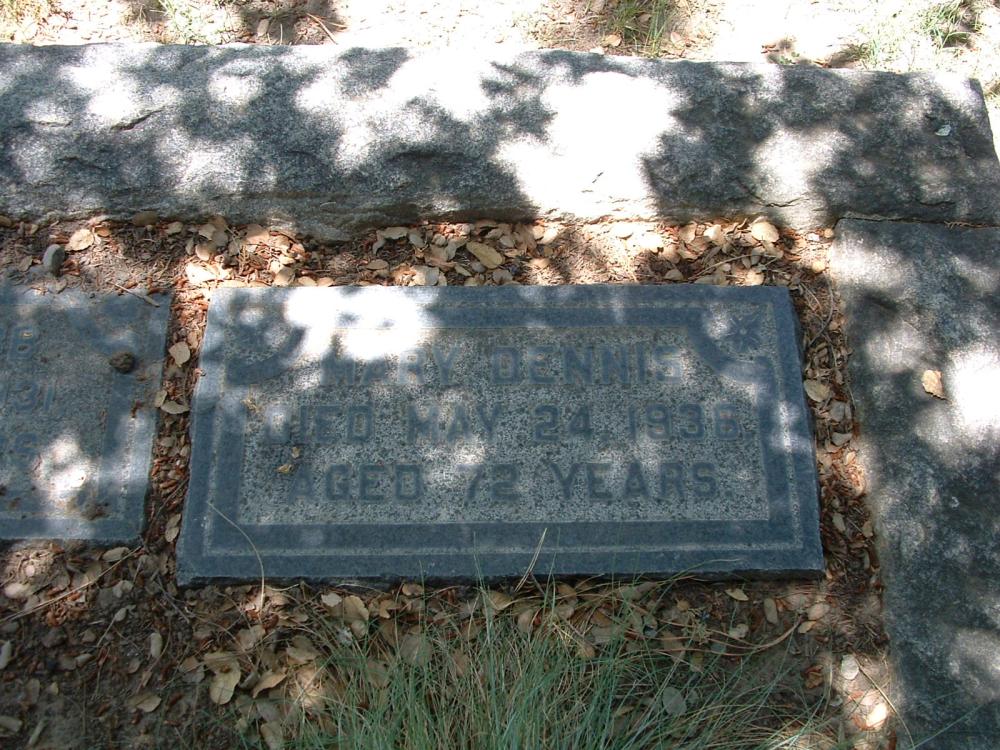 MARY DENNIS
DIED MAY 24, 1936.
AGED 72 YEARS.